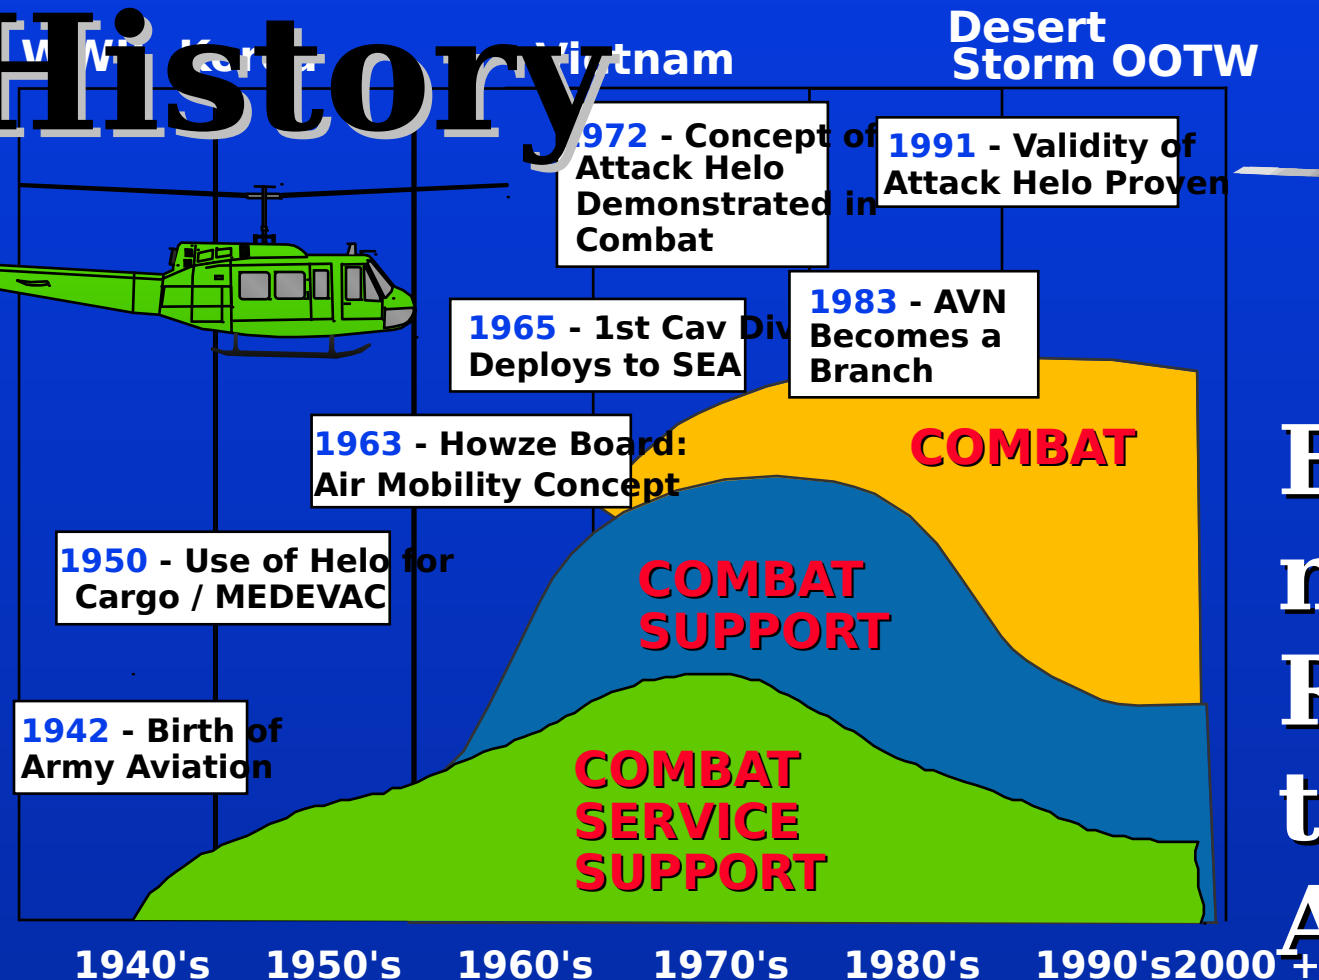 History
WWII Korea Vietnam
Desert
Storm OOTW
1972 - Concept of
Attack Helo
Demonstrated in
Combat
1991 - Validity of
Attack Helo Proven
1965 - 1st Cav Div
Deploys to SEA
1983 - AVN
Becomes a
Branch
1963 - Howze Board:
Air Mobility Concept
COMBAT
1950 - Use of Helo for
Cargo / MEDEVAC
COMBAT
SUPPORT
1942 - Birth of
Army Aviation
COMBAT
SERVICE
SUPPORT
1940's 1950's 1960's 1970's 1980's 1990's 2000 +